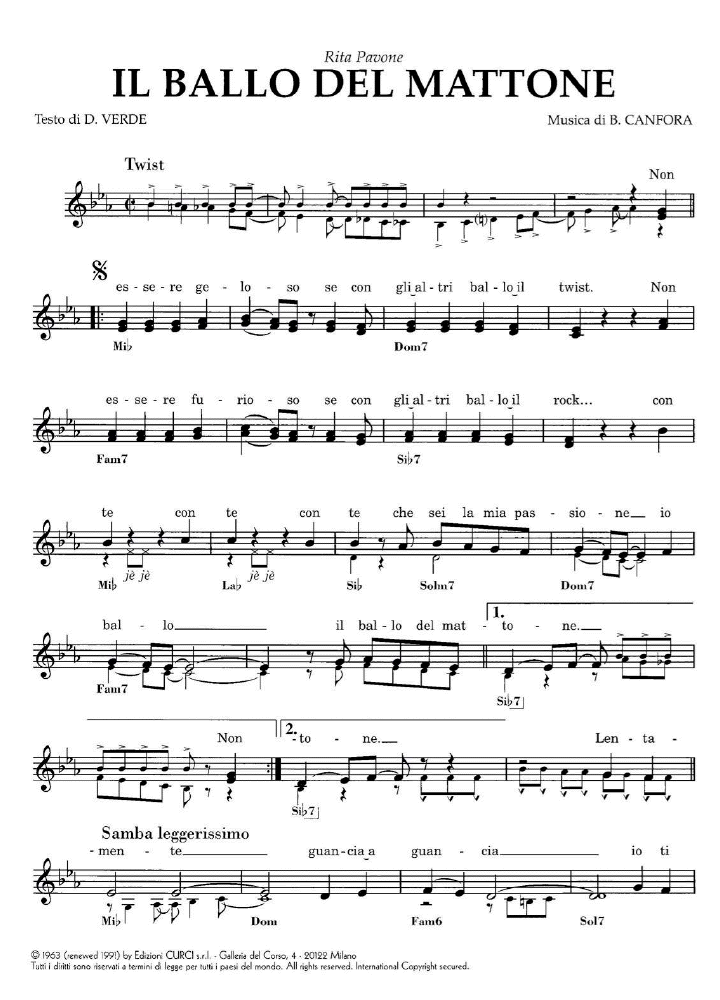 Rita Pavone
IL BALLO DEL MATTONE
Testo di D. VERDE
Musica di B. CANFORA
Twist
Non
es - se - re ge - lo - so se con gli al - tri bal - lo il twist. Non
Mi♭ Dom7
es - se - re fu - rio - so se con gli al - tri bal - lo il rock... con
Fam7 Si♭7
te con te con te che sei la mia pas - sio - ne io
jè jè jè jè
Mi♭ La♭ Si♭ Solm7 Dom7
1.
bal - lo il bal - lo del mat - to - ne.
Fam7 Si♭7
2.
Non - to - ne. Len - ta -
Si♭7
Samba leggerissimo
- men - te guan - cia a guan - cia io ti
Mi♭ Dom Fam6 Sol7
© 1963 (renewed 1991) by Edizioni CURCI s.r.l. - Galleria del Corso, 4 - 20122 Milano
Tutti i diritti sono riservati a termini di legge per tutti i paesi del mondo. All rights reserved. International Copyright secured.